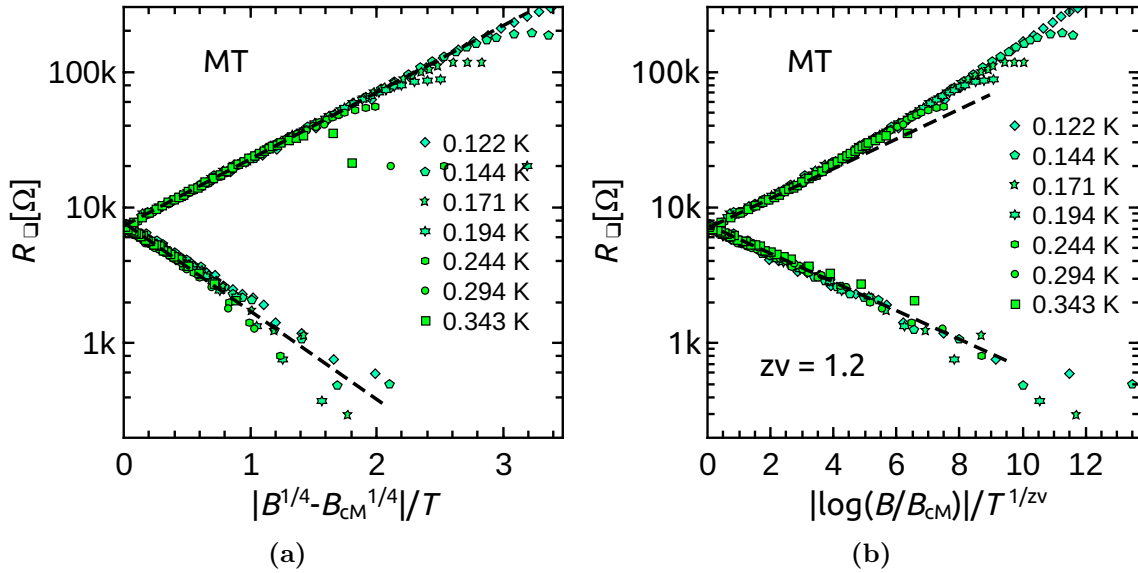 MT
100k
10k
1k
R□[Ω]
0.122 K
0.144 K
0.171 K
0.194 K
0.244 K
0.294 K
0.343 K
0 1 2 3
|B^1/4-B_cM^1/4|/T
(a)
MT
100k
10k
1k
R□[Ω]
0.122 K
0.144 K
0.171 K
0.194 K
0.244 K
0.294 K
0.343 K
zv = 1.2
0 2 4 6 8 10 12
|log(B/B_cM)|/T^1/zv
(b)